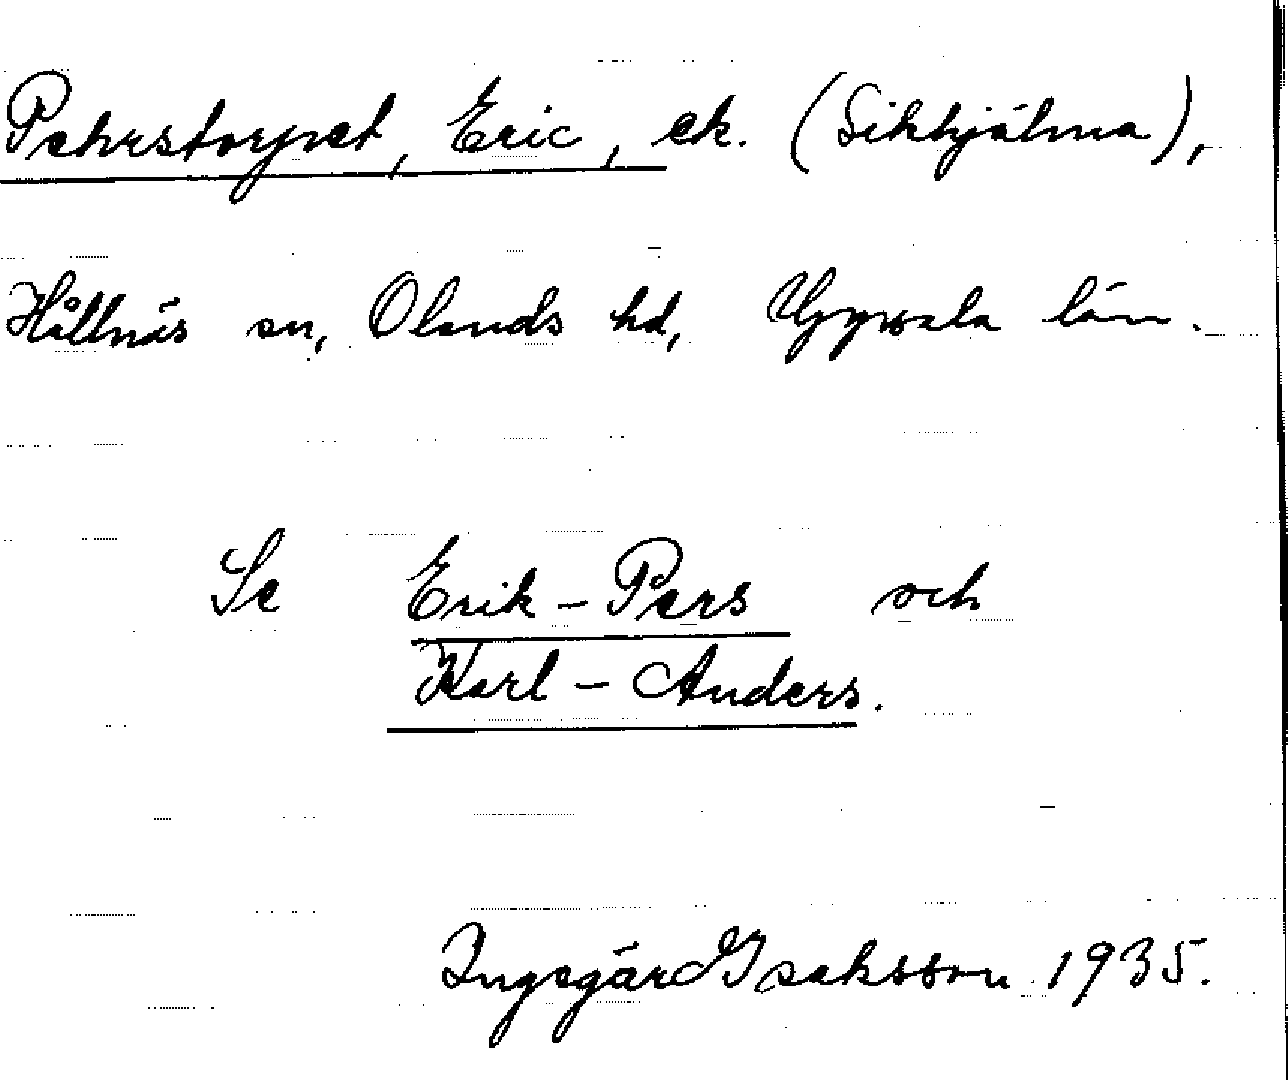 Pehrstorpet, Eric, ek. (Sikhjälma),
Hållnäs sn, Olands hd, Uppsala län.
Se Erik-Pers och
Karl-Anders.
Ingegärd Isaksson 1935.